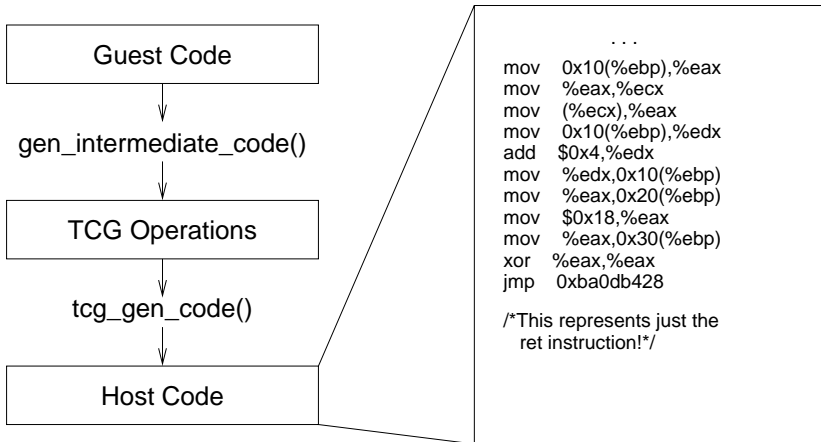 Guest Code
gen_intermediate_code()
TCG Operations
tcg_gen_code()
Host Code
. . .
mov 0x10(%ebp),%eax
mov %eax,%ecx
mov (%ecx),%eax
mov 0x10(%ebp),%edx
add $0x4,%edx
mov %edx,0x10(%ebp)
mov %eax,0x20(%ebp)
mov $0x18,%eax
mov %eax,0x30(%ebp)
xor %eax,%eax
jmp 0xba0db428
/*This represents just the
ret instruction!*/